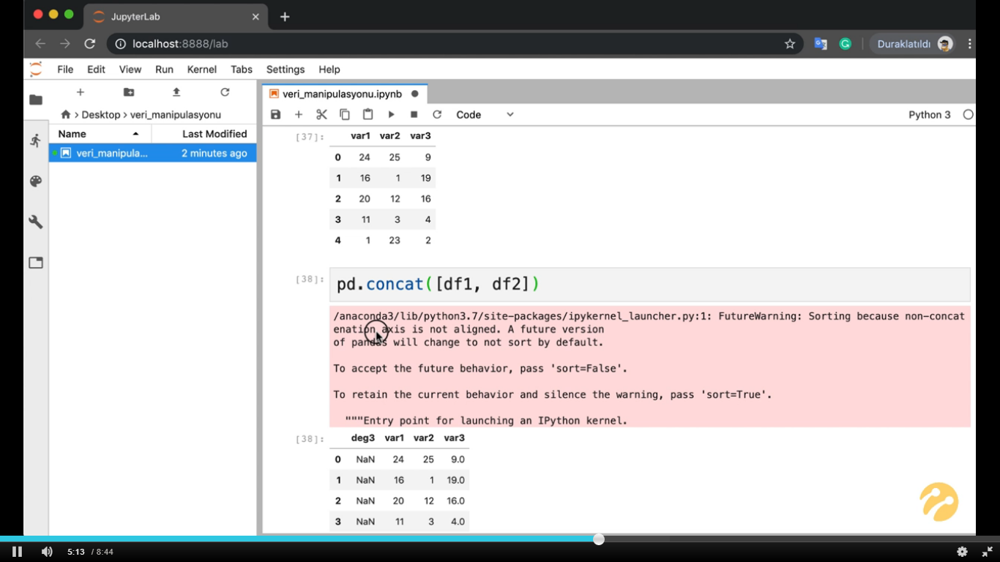 JupyterLab
localhost:8888/lab
Duraklatıldı
File Edit View Run Kernel Tabs Settings Help
veri_manipulasyonu.ipynb
Desktop > veri_manipulasyonu
Code
Python 3
Name Last Modified
veri_manipula... 2 minutes ago
[37]: var1 var2 var3
0 24 25 9
1 16 1 19
2 20 12 16
3 11 3 4
4 1 23 2
[38]: pd.concat([df1, df2])
/anaconda3/lib/python3.7/site-packages/ipykernel_launcher.py:1: FutureWarning: Sorting because non-concat
enation axis is not aligned. A future version
of pandas will change to not sort by default.
To accept the future behavior, pass 'sort=False'.
To retain the current behavior and silence the warning, pass 'sort=True'.
"""Entry point for launching an IPython kernel.
[38]: deg3 var1 var2 var3
0 NaN 24 25 9.0
1 NaN 16 1 19.0
2 NaN 20 12 16.0
3 NaN 11 3 4.0
5:13 / 8:44